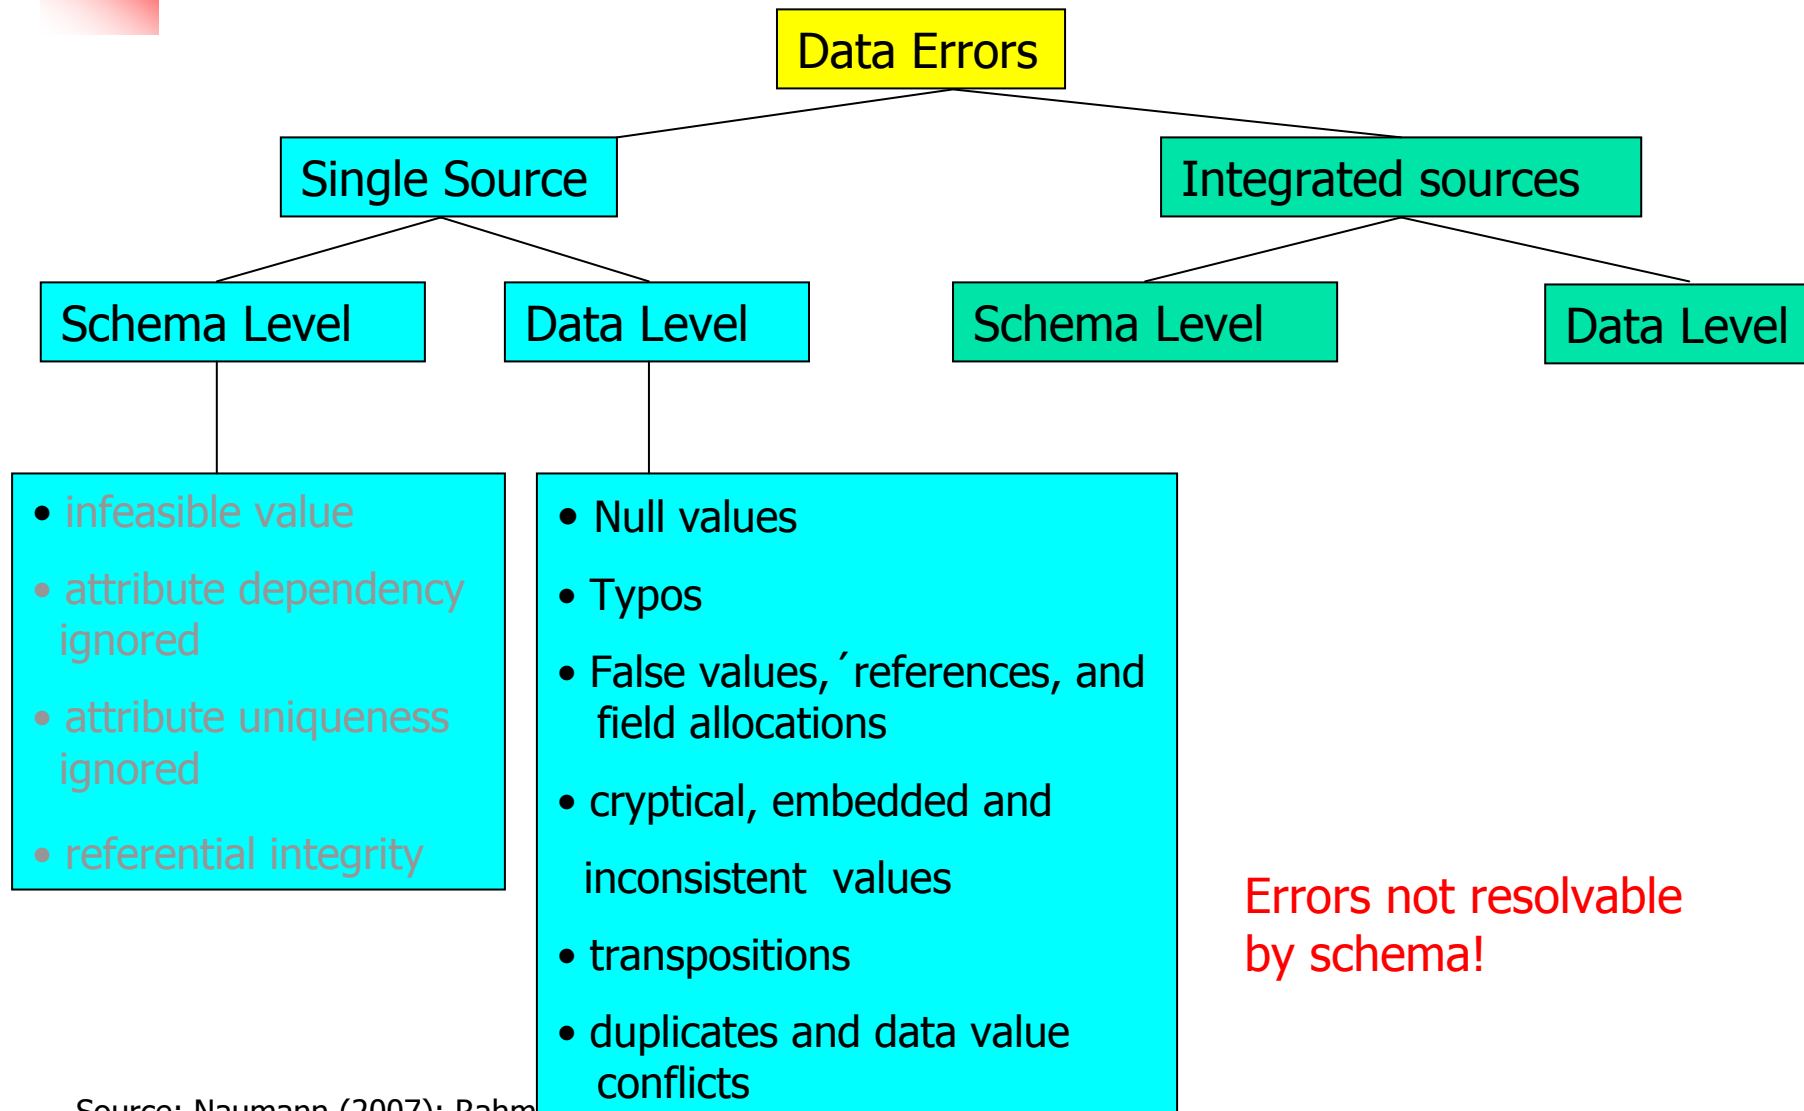 Data Errors
Single Source
Integrated sources
Schema Level
Data Level
Schema Level
Data Level
• infeasible value
• attribute dependency
ignored
• attribute uniqueness
ignored
• referential integrity
• Null values
• Typos
• False values,´references, and
field allocations
• cryptical, embedded and
inconsistent values
• transpositions
• duplicates and data value
conflicts
Errors not resolvable
by schema!
Source: Naumann (2007); Rahm